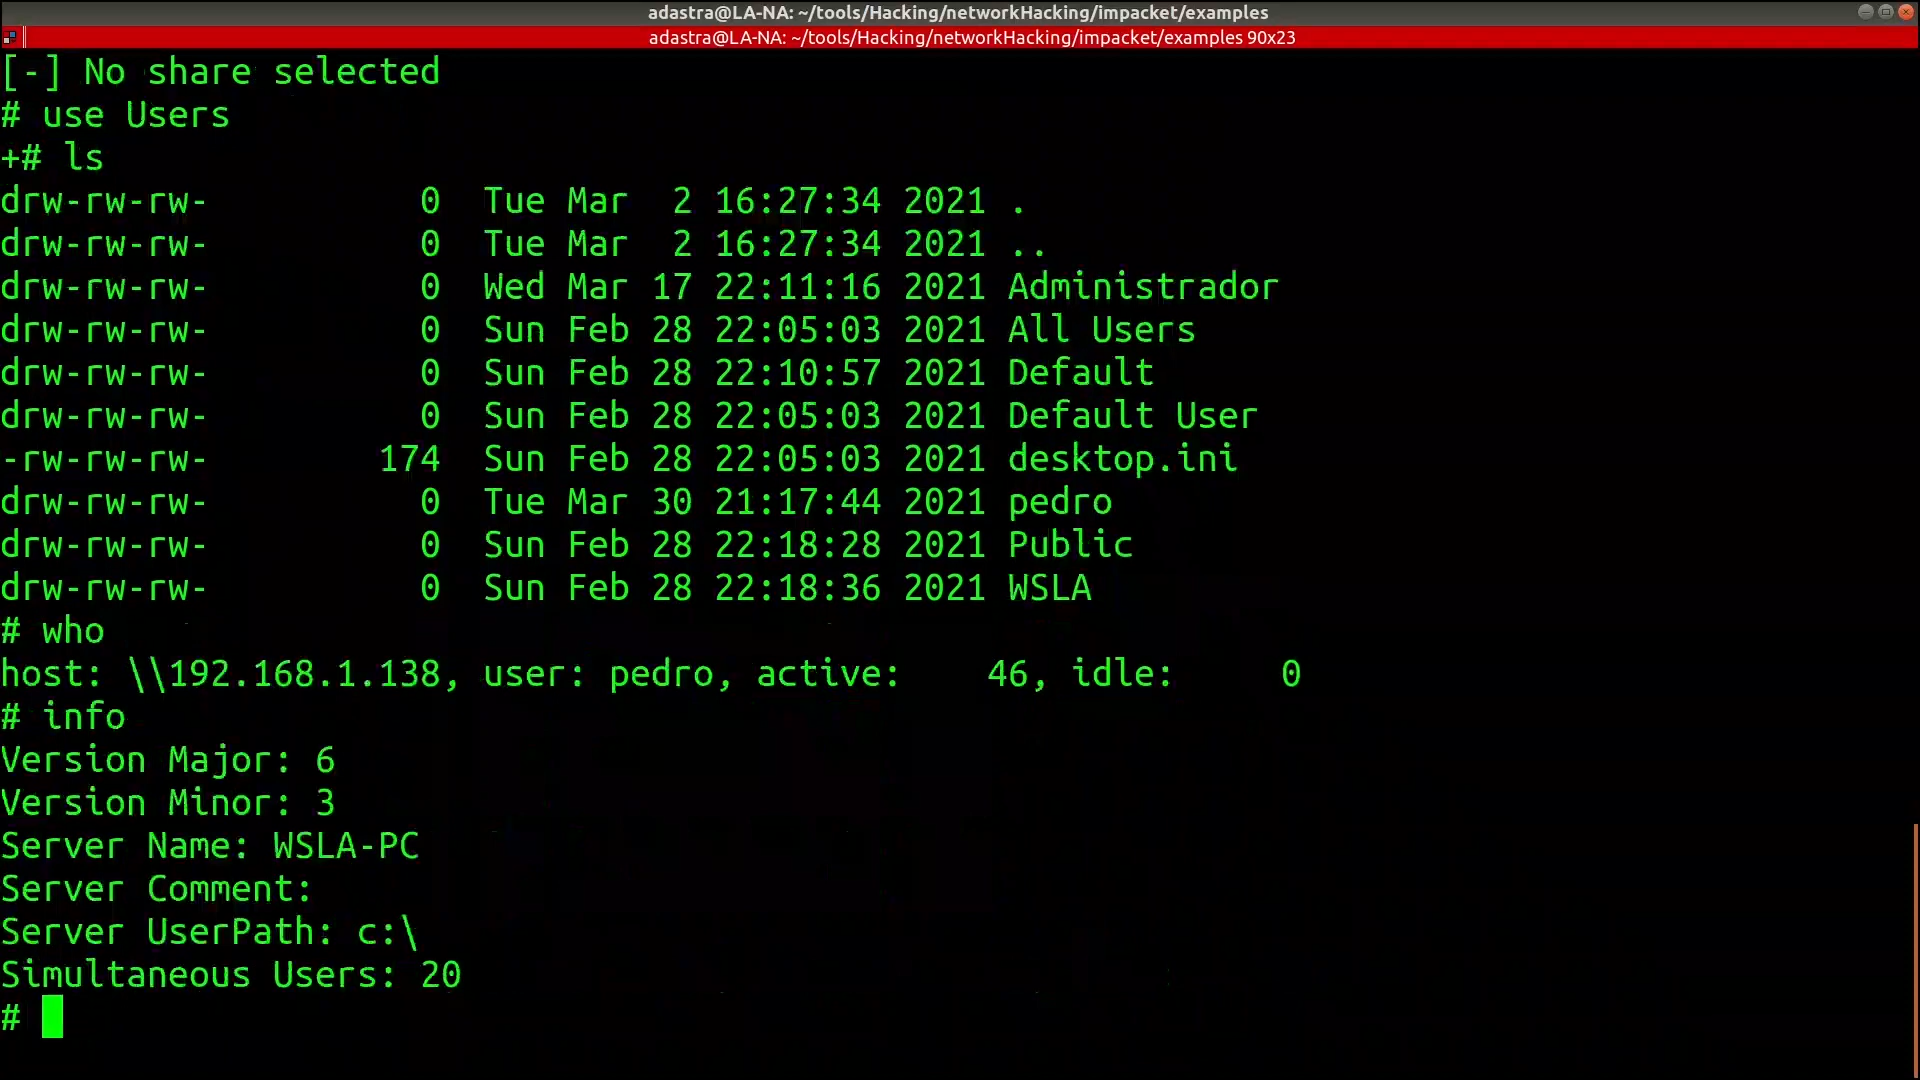 adastra@LA-NA: ~/tools/Hacking/networkHacking/impacket/examples
adastra@LA-NA: ~/tools/Hacking/networkHacking/impacket/examples 90x23
[-] No share selected
# use Users
+# ls
drw-rw-rw-          0  Tue Mar  2 16:27:34 2021 .
drw-rw-rw-          0  Tue Mar  2 16:27:34 2021 ..
drw-rw-rw-          0  Wed Mar 17 22:11:16 2021 Administrador
drw-rw-rw-          0  Sun Feb 28 22:05:03 2021 All Users
drw-rw-rw-          0  Sun Feb 28 22:10:57 2021 Default
drw-rw-rw-          0  Sun Feb 28 22:05:03 2021 Default User
-rw-rw-rw-        174  Sun Feb 28 22:05:03 2021 desktop.ini
drw-rw-rw-          0  Tue Mar 30 21:17:44 2021 pedro
drw-rw-rw-          0  Sun Feb 28 22:18:28 2021 Public
drw-rw-rw-          0  Sun Feb 28 22:18:36 2021 WSLA
# who
host: \\192.168.1.138, user: pedro, active:    46, idle:     0
# info
Version Major: 6
Version Minor: 3
Server Name: WSLA-PC
Server Comment:
Server UserPath: c:\
Simultaneous Users: 20
#